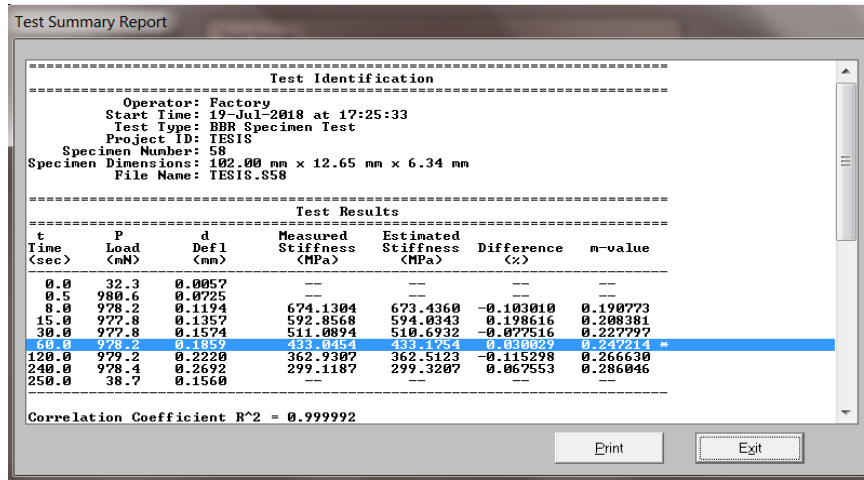 Test Summary Report
================================================================================
Test Identification
================================================================================
Operator: Factory
Start Time: 19-Jul-2018 at 17:25:33
Test Type: BBR Specimen Test
Project ID: TESIS
Specimen Number: 58
Specimen Dimensions: 102.00 mm x 12.65 mm x 6.34 mm
File Name: TESIS.S58
================================================================================
Test Results
================================================================================
t P d Measured Estimated
Time Load Defl Stiffness Stiffness Difference m-value
(sec) (mN) (mm) (MPa) (MPa) (%)
--------------------------------------------------------------------------------
0.0 32.3 0.0057 -- -- -- --
0.5 980.6 0.0725 -- -- -- --
8.0 978.2 0.1194 674.1304 673.4360 -0.103010 0.190773
15.0 977.8 0.1357 592.8568 594.0343 0.198616 0.208381
30.0 977.8 0.1574 511.0894 510.6932 -0.077516 0.227797
60.0 978.2 0.1859 433.0454 433.1754 0.030029 0.247214 *
120.0 979.2 0.2220 362.9307 362.5123 -0.115298 0.266630
240.0 978.4 0.2692 299.1187 299.3207 0.067553 0.286046
250.0 38.7 0.1560 -- -- -- --
--------------------------------------------------------------------------------
Correlation Coefficient R^2 = 0.999992
Print Exit